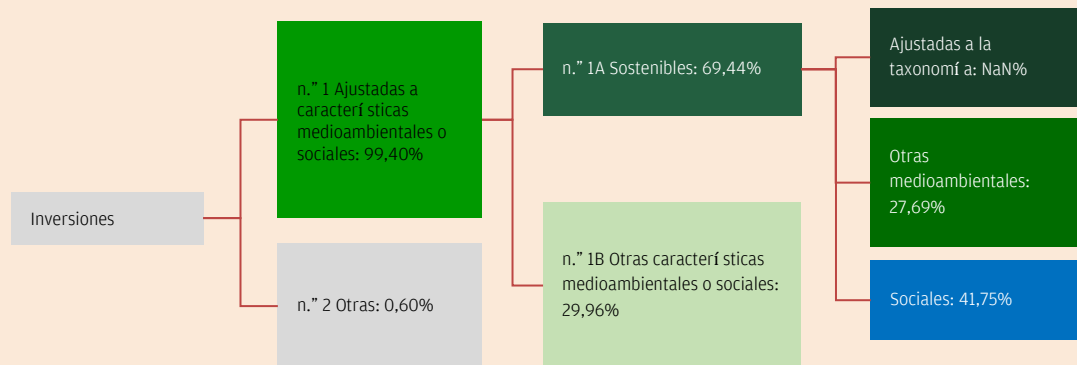 Inversiones
n.” 1 Ajustadas a
caracterí sticas
medioambientales o
sociales: 99,40%
n.” 2 Otras: 0,60%
n.” 1A Sostenibles: 69,44%
n.” 1B Otras caracterí sticas
medioambientales o sociales:
29,96%
Ajustadas a la
taxonomí a: NaN%
Otras
medioambientales:
27,69%
Sociales: 41,75%